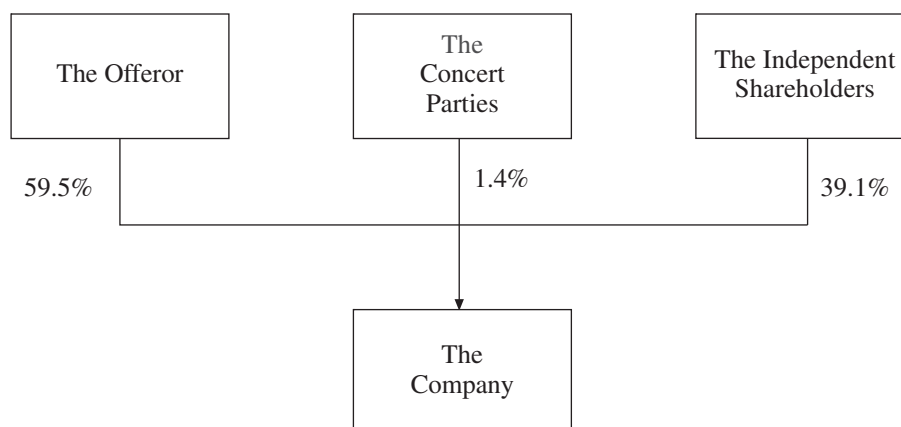 The Offeror
The
Concert
Parties
The Independent
Shareholders
59.5%
1.4%
39.1%
The
Company